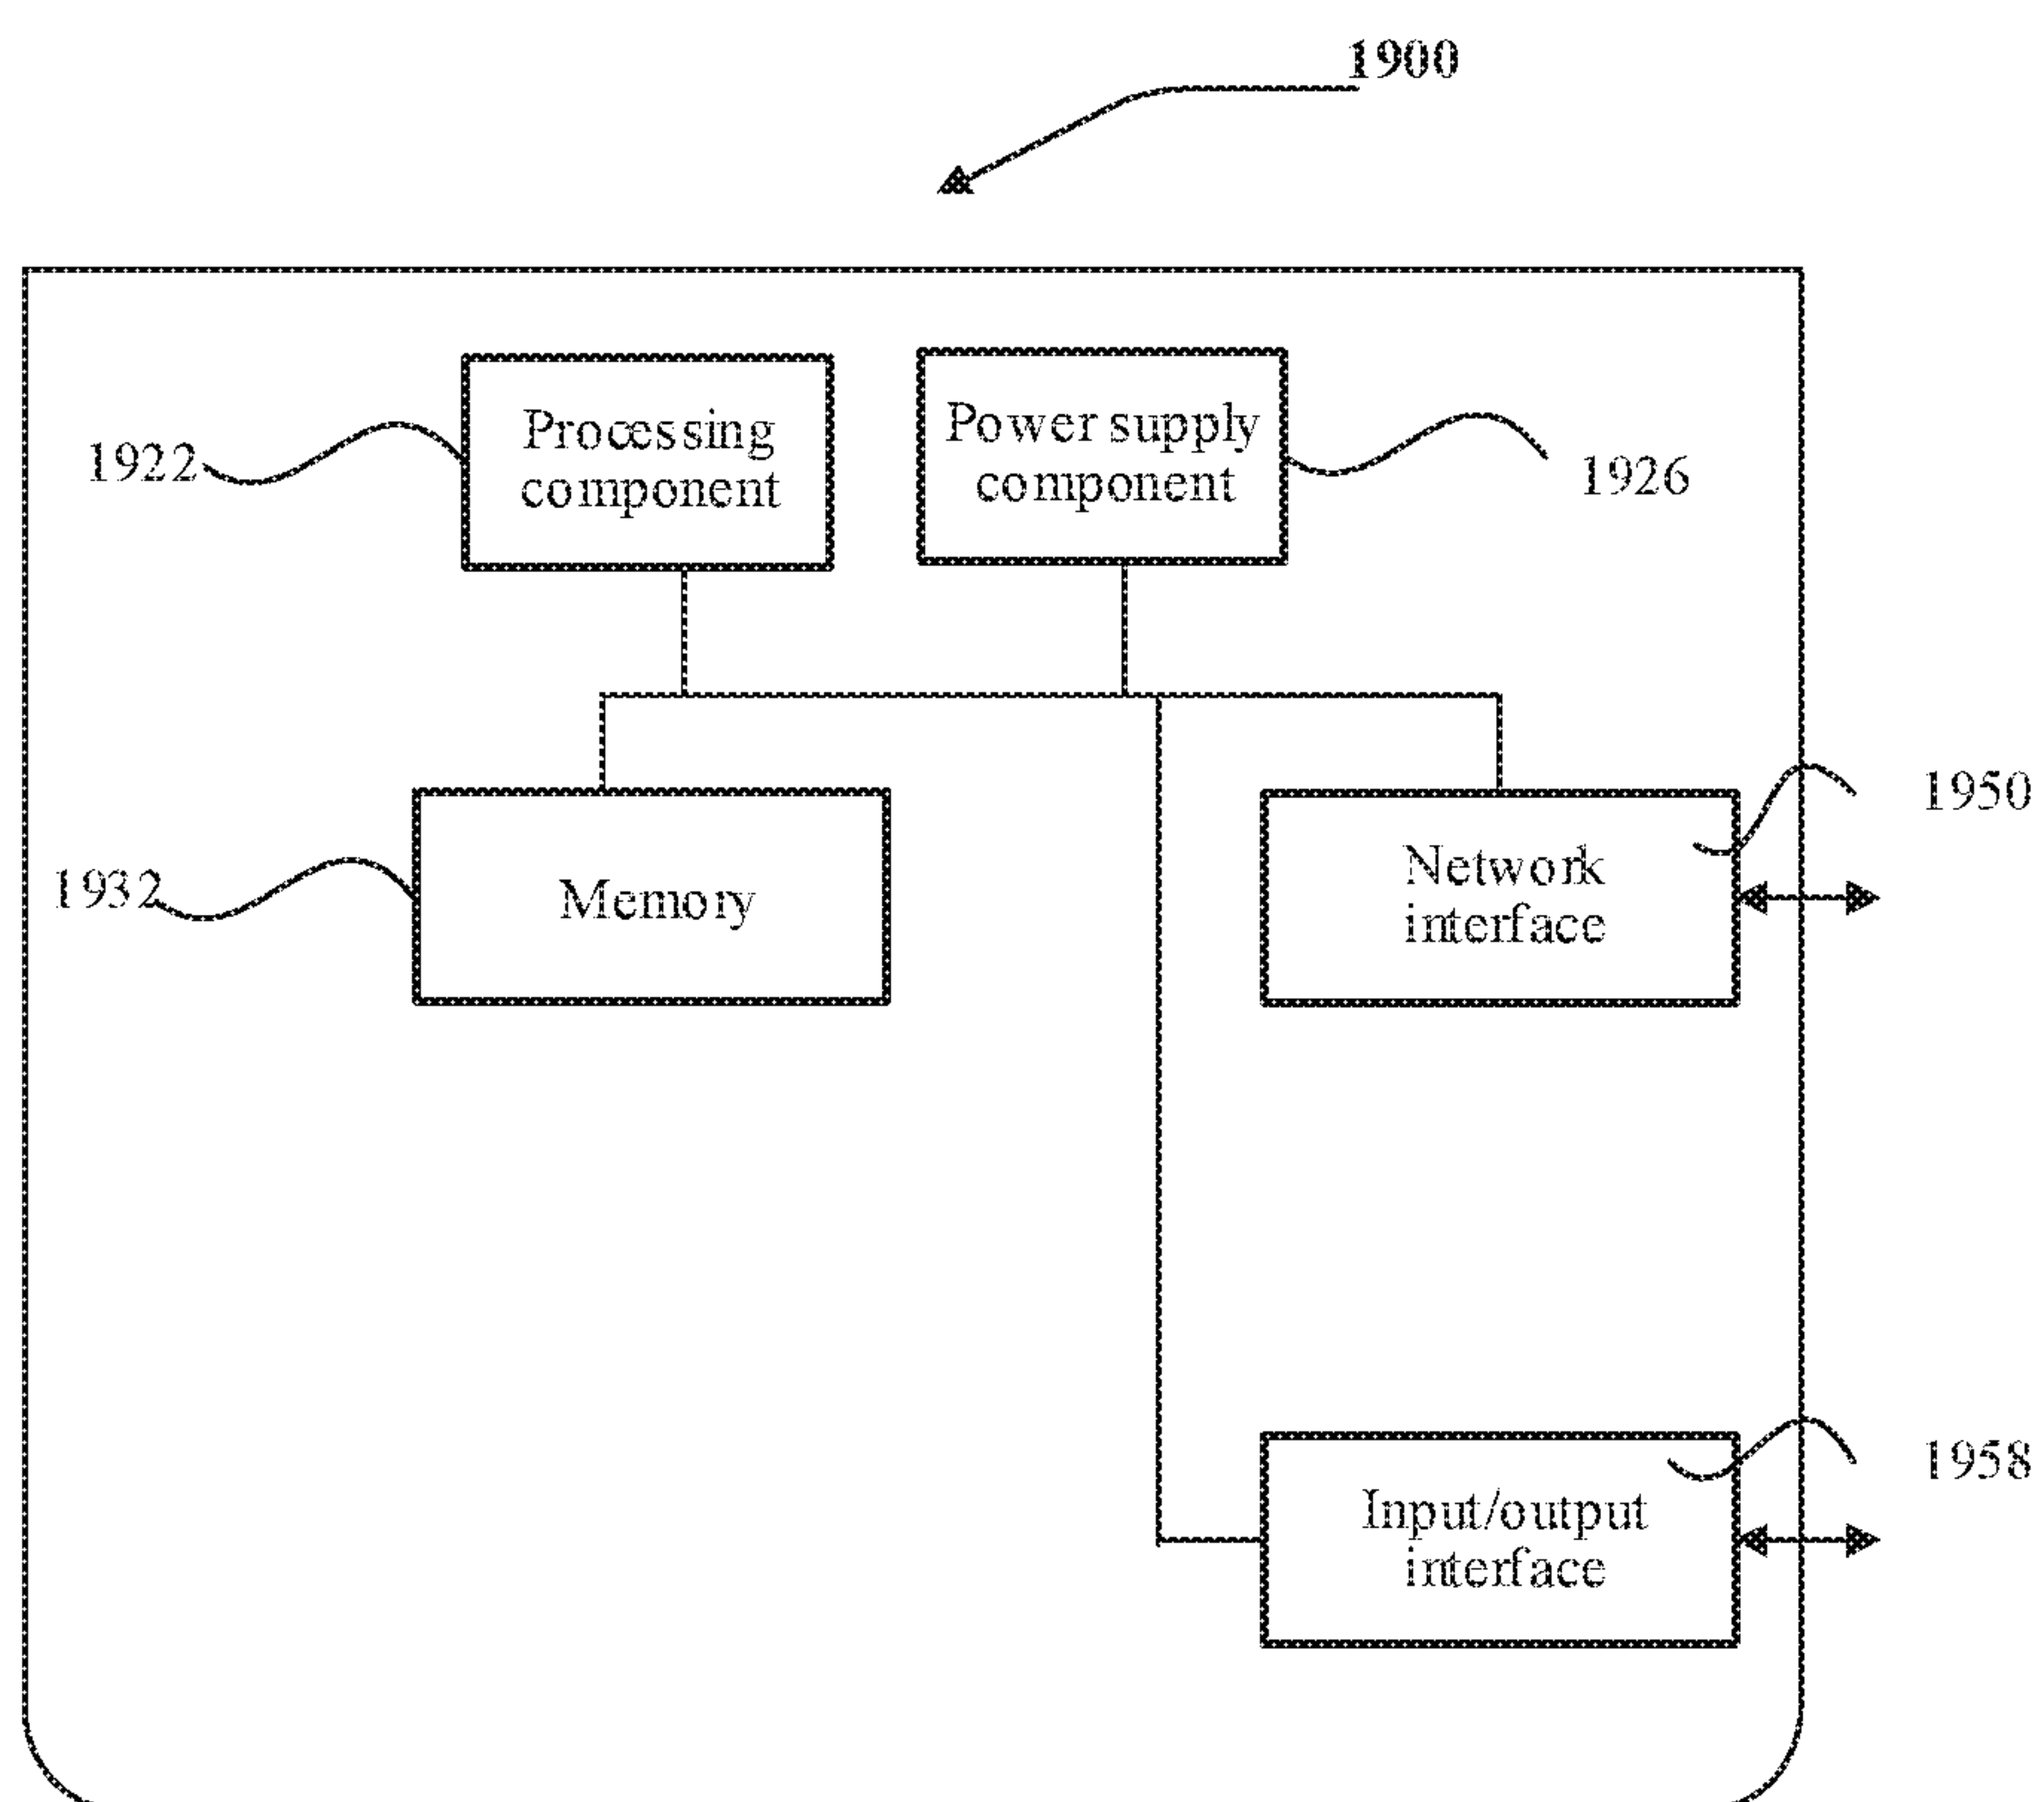 1900
Processing
component
Power supply
component
1922
1926
1950
Network
interface
1932
Memory
1958
Input/output
interface